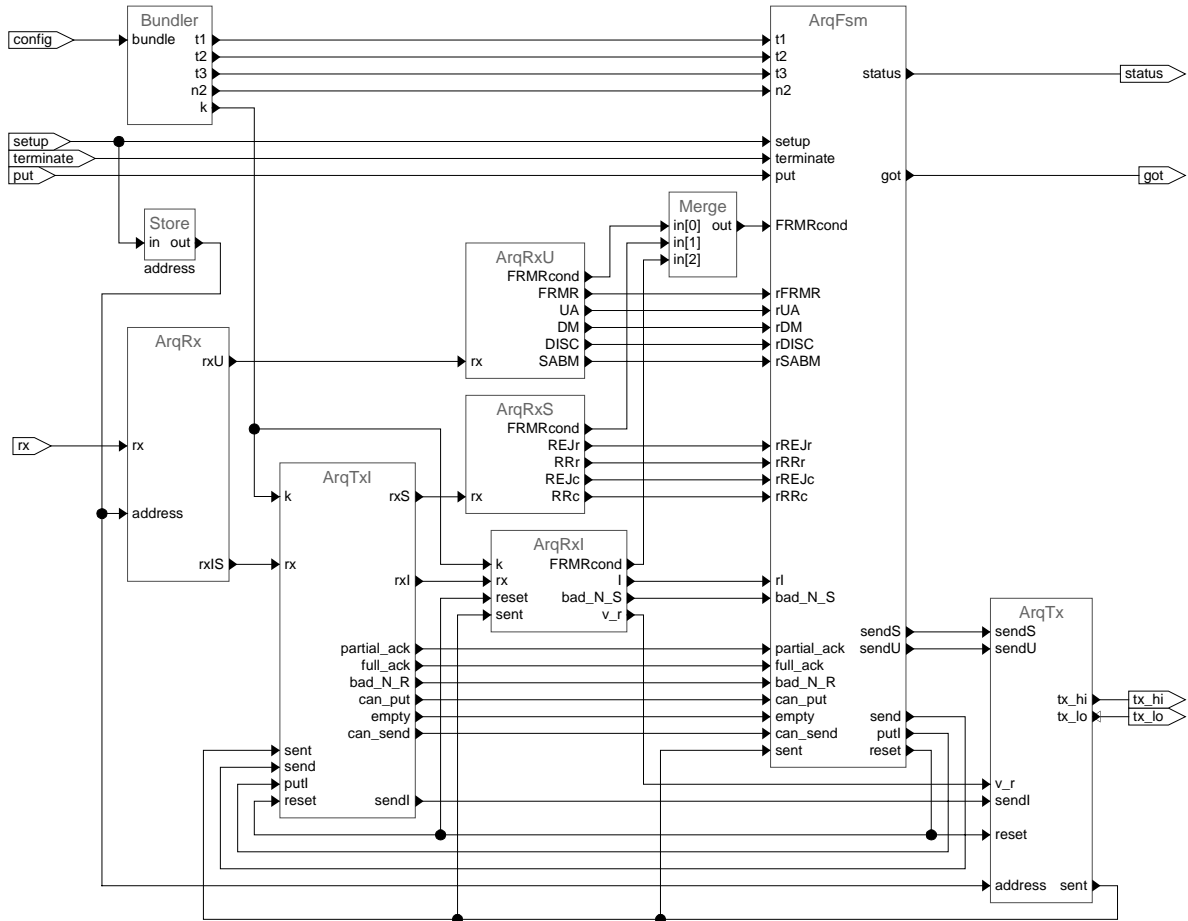 Bundler
ArqFsm
config
bundle
t1
t1
t2
t2
t3
t3
status
status
n2
n2
k
setup
setup
terminate
terminate
put
put
got
got
Merge
Store
in[0]
out
FRMRcond
in
out
in[1]
address
ArqRxU
in[2]
FRMRcond
FRMR
rFRMR
UA
rUA
ArqRx
DM
rDM
DISC
rDISC
rxU
rx
SABM
rSABM
ArqRxS
FRMRcond
rx
rx
REJr
rREJr
RRr
rRRr
ArqTxI
REJc
rREJc
k
rxS
rx
RRc
rRRc
address
ArqRxI
rxIS
rx
k
FRMRcond
rxI
rx
I
rI
reset
bad_N_S
bad_N_S
ArqTx
sent
v_r
sendS
sendS
partial_ack
partial_ack
sendU
sendU
full_ack
full_ack
bad_N_R
bad_N_R
can_put
can_put
tx_hi
tx_hi
empty
empty
send
tx_lo
tx_lo
can_send
can_send
putI
sent
sent
reset
send
putI
v_r
reset
sendI
sendI
reset
address
sent